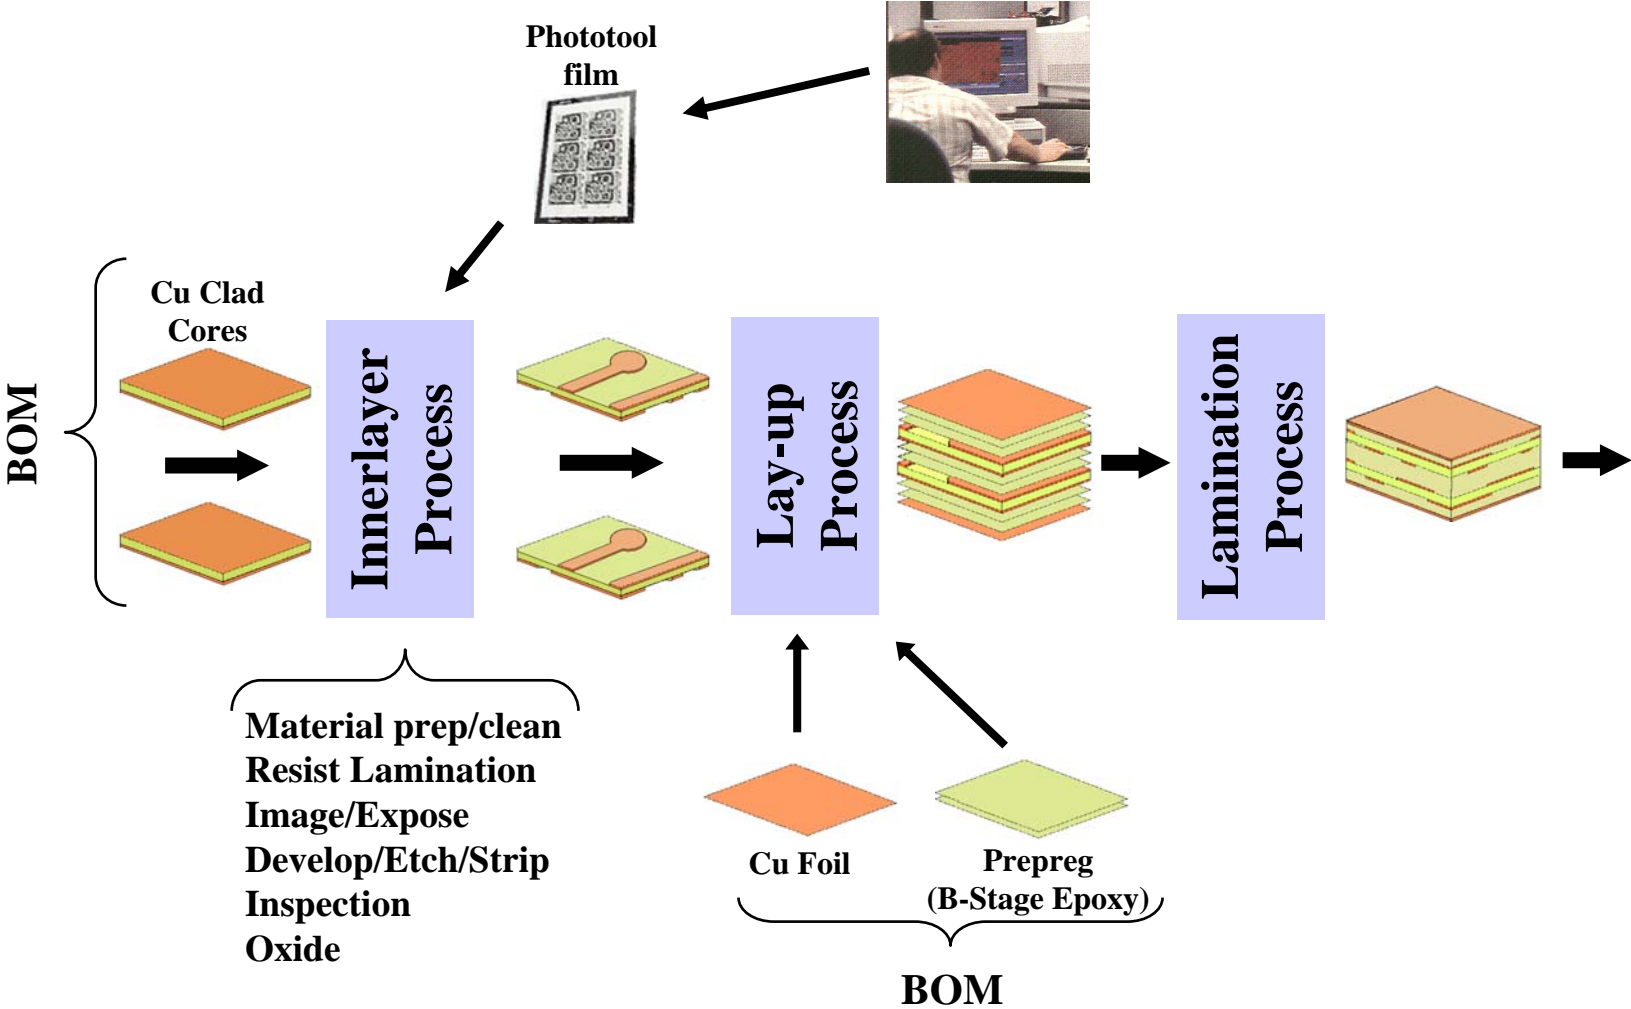 Phototool
film
Cu Clad
Cores
BOM
Innerlayer
Process
Lay-up
Process
Lamination
Process
Material prep/clean
Resist Lamination
Image/Expose
Develop/Etch/Strip
Inspection
Oxide
Cu Foil
Prepreg
(B-Stage Epoxy)
BOM